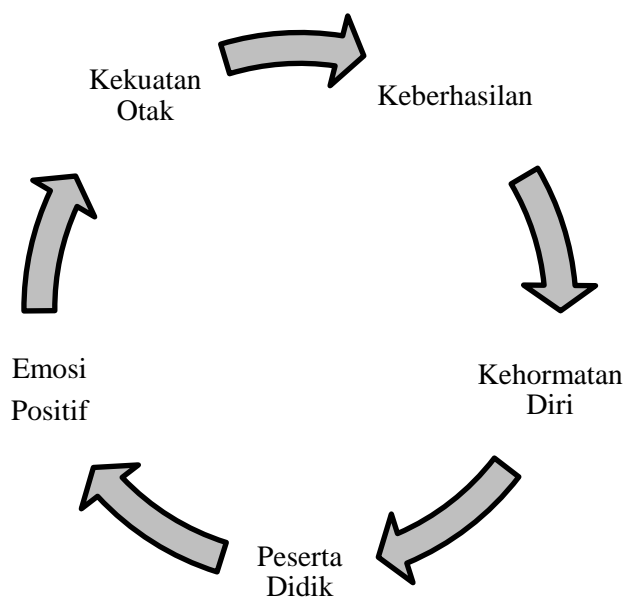 Kekuatan
Otak
Keberhasilan
Kehormatan
Diri
Peserta
Didik
Emosi
Positif